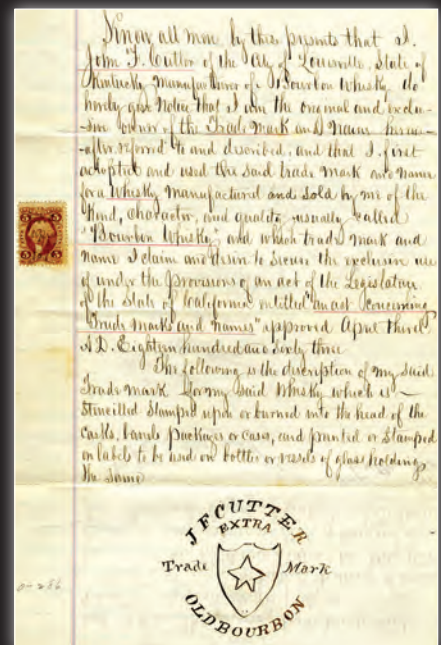 Know all men by these presents that I.
John F. Cutter of the City of Louisville, State of
Kentucky Manufacturer of Bourbon Whisky do
hereby give Notice that I am the original and exclu-
-sive owner of the Trade Mark and Name herein-
-after referred to and described, and that I first
adopted and used the said trade mark and name
for a Whisky manufactured and sold by me of the
Kind, character, and quality usually called
"Bourbon Whisky" and which trade mark and
name I claim and desire to secure the exclusive use
of under the provisions of an act of the Legislature
of the State of California entitled "an act concerning
Trade Marks and Names" approved April third
A.D. Eighteen hundred and sixty three
The following is the description of my said
Trade mark for my said Whisky which is —
stencilled stamped upon or burned into the head of the
casks, barrels packages or cases, and printed or stamped
on labels to be used on bottles or vessels of glass holding
the same
J F CUTTER
EXTRA
Trade Mark
OLD BOURBON